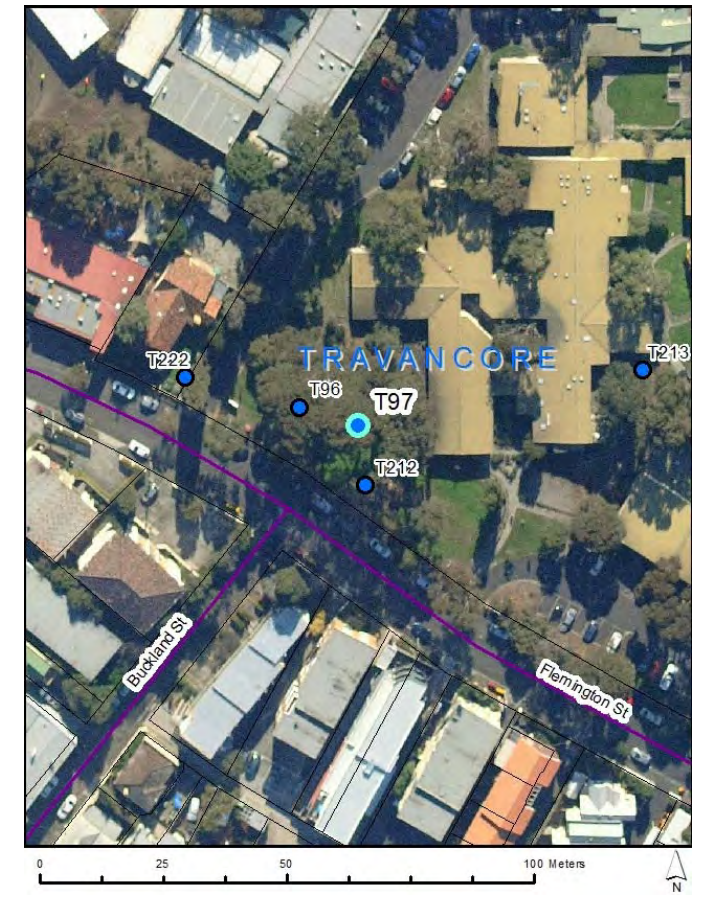 TRAVANCORE
T222
T213
T96
T97
T212
Buckland St
Flemington St
0 25 50 100 Meters
N